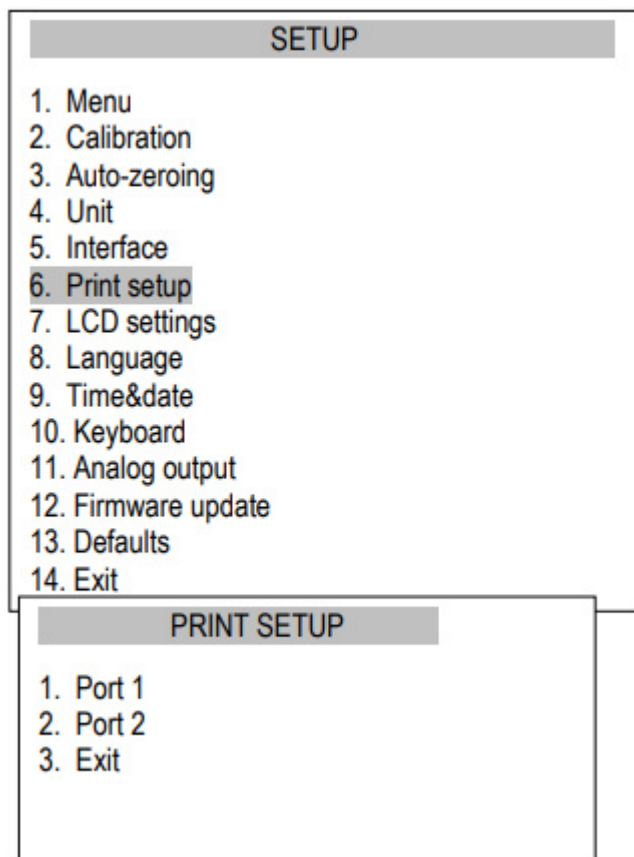 SETUP
1. Menu
2. Calibration
3. Auto-zeroing
4. Unit
5. Interface
6. Print setup
7. LCD settings
8. Language
9. Time&date
10. Keyboard
11. Analog output
12. Firmware update
13. Defaults
14. Exit
PRINT SETUP
1. Port 1
2. Port 2
3. Exit